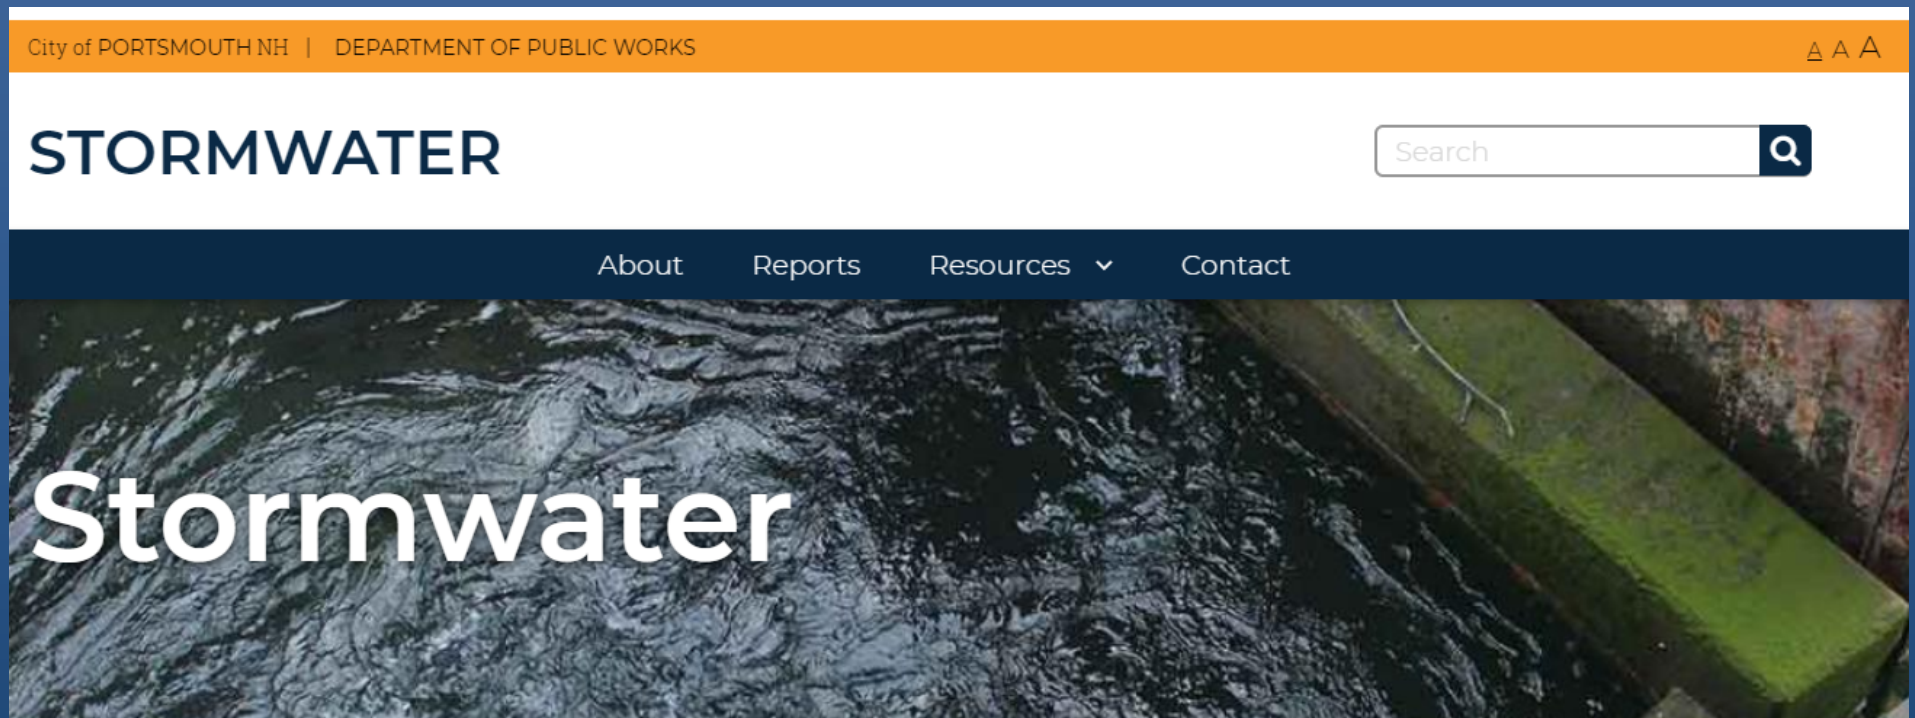 City of PORTSMOUTH NH | DEPARTMENT OF PUBLIC WORKS
A A A
STORMWATER
Search
About Reports Resources Contact
Stormwater